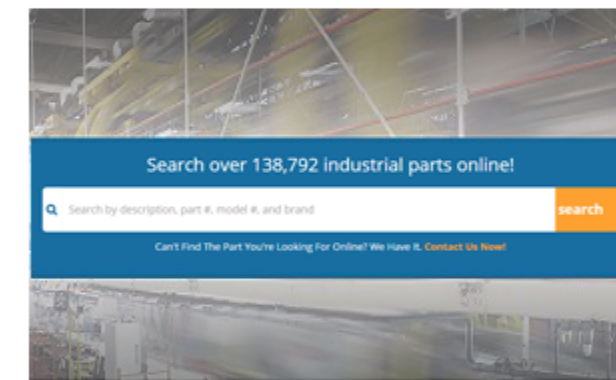 Search over 138,792 industrial parts online!
Search by description, part #, model #, and brand
search
Can't Find The Part You're Looking For Online? We Have It. Contact Us Now!